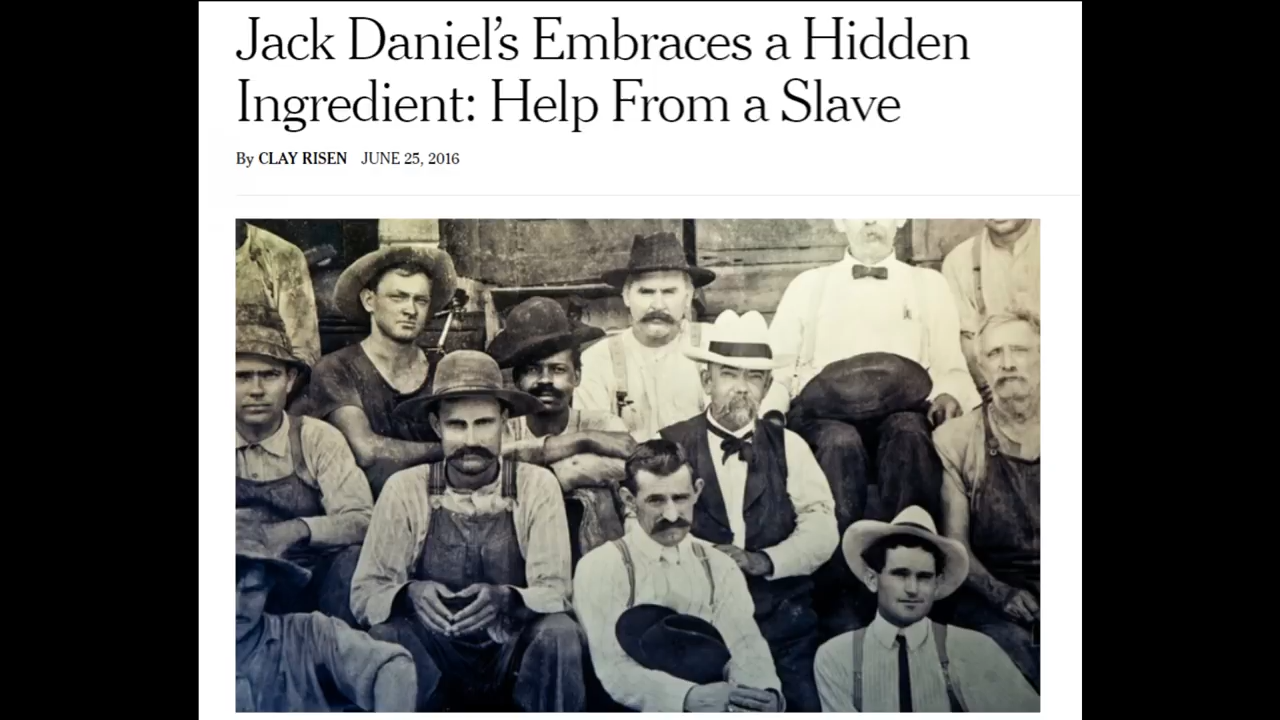 Jack Daniel’s Embraces a Hidden
Ingredient: Help From a Slave
By CLAY RISEN JUNE 25, 2016